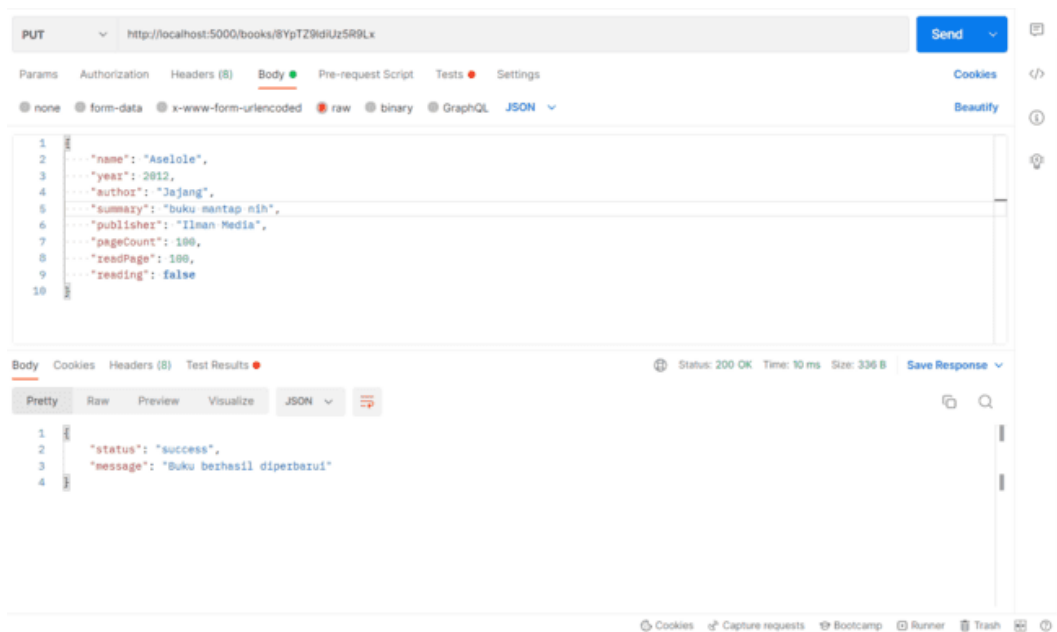 PUT http://localhost:5000/books/8YpTZ9ldiUz5R9Lx Send
Params Authorization Headers (8) Body Pre-request Script Tests Settings Cookies
none form-data x-www-form-urlencoded raw binary GraphQL JSON Beautify
1 {
2 "name": "Aselole",
3 "year": 2012,
4 "author": "Jajang",
5 "summary": "buku mantap nih",
6 "publisher": "Ilman Media",
7 "pageCount": 100,
8 "readPage": 100,
9 "reading": false
10 }
Body Cookies Headers (8) Test Results Status: 200 OK Time: 10 ms Size: 336 B Save Response
Pretty Raw Preview Visualize JSON
1 {
2 "status": "success",
3 "message": "Buku berhasil diperbarui"
4 }
Cookies Capture requests Bootcamp Runner Trash